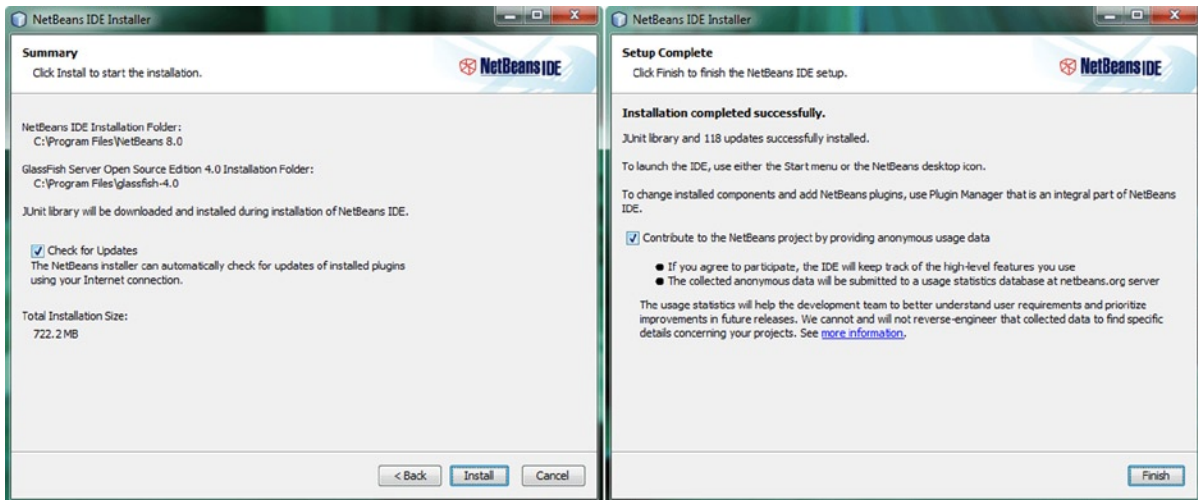 NetBeans IDE Installer
Summary
Click Install to start the installation.
NetBeans IDE
NetBeans IDE Installation Folder:
C:\Program Files\NetBeans 8.0
GlassFish Server Open Source Edition 4.0 Installation Folder:
C:\Program Files\glassfish-4.0
JUnit library will be downloaded and installed during installation of NetBeans IDE.
Check for Updates
The NetBeans installer can automatically check for updates of installed plugins
using your Internet connection.
Total Installation Size:
722.2 MB
< Back
Install
Cancel
NetBeans IDE Installer
Setup Complete
Click Finish to finish the NetBeans IDE setup.
NetBeans IDE
Installation completed successfully.
JUnit library and 118 updates successfully installed.
To launch the IDE, use either the Start menu or the NetBeans desktop icon.
To change installed components and add NetBeans plugins, use Plugin Manager that is an integral part of NetBeans
IDE.
Contribute to the NetBeans project by providing anonymous usage data
● If you agree to participate, the IDE will keep track of the high-level features you use
● The collected anonymous data will be submitted to a usage statistics database at netbeans.org server
The usage statistics will help the development team to better understand user requirements and prioritize
improvements in future releases. We cannot and will not reverse-engineer that collected data to find specific
details concerning your projects. See more information.
Finish